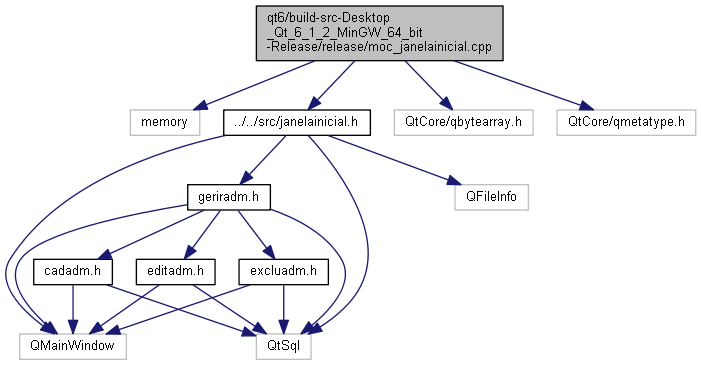 qt6/build-src-Desktop
_Qt_6_1_2_MinGW_64_bit
-Release/release/moc_janelainicial.cpp
memory
../../src/janelainicial.h
QtCore/qbytearray.h
QtCore/qmetatype.h
geriradm.h
QFileInfo
cadadm.h
editadm.h
excluadm.h
QMainWindow
QtSql